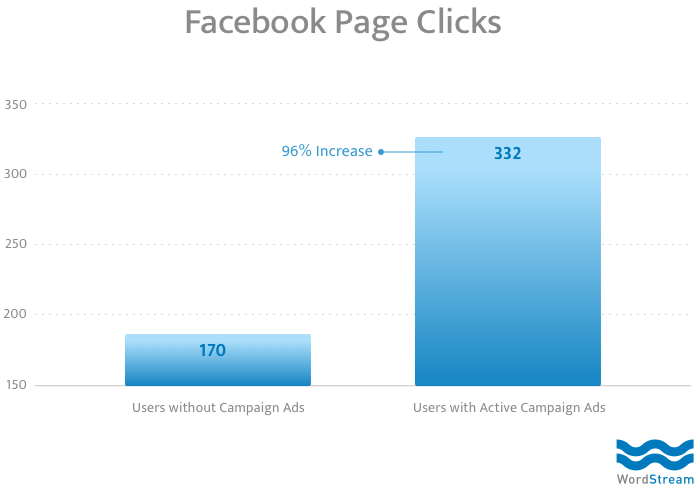 Facebook Page Clicks
350
96% Increase
332
300
250
200
170
150
Users without Campaign Ads
Users with Active Campaign Ads
WordStream